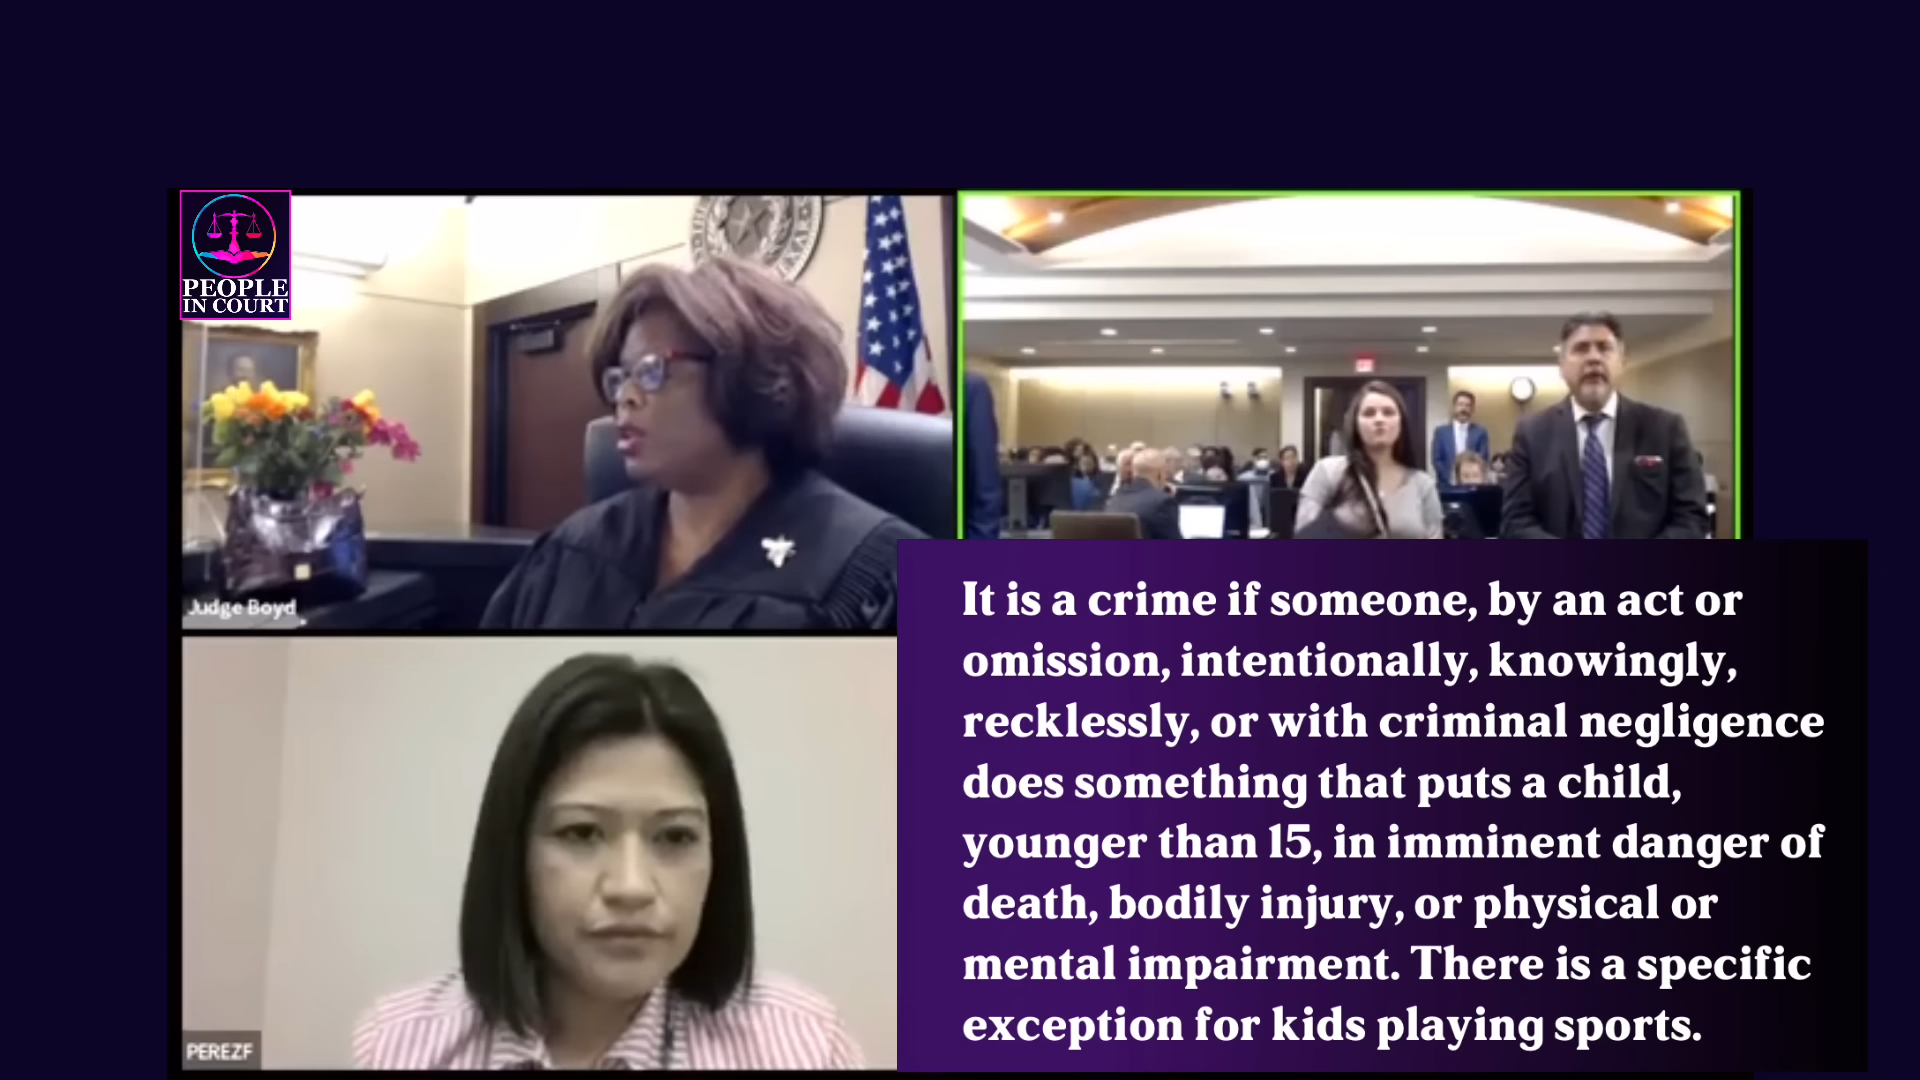 PEOPLE
IN COURT
Judge Boyd
It is a crime if someone, by an act or
omission, intentionally, knowingly,
recklessly, or with criminal negligence
does something that puts a child,
younger than 15, in imminent danger of
death, bodily injury, or physical or
mental impairment. There is a specific
exception for kids playing sports.
PEREZF